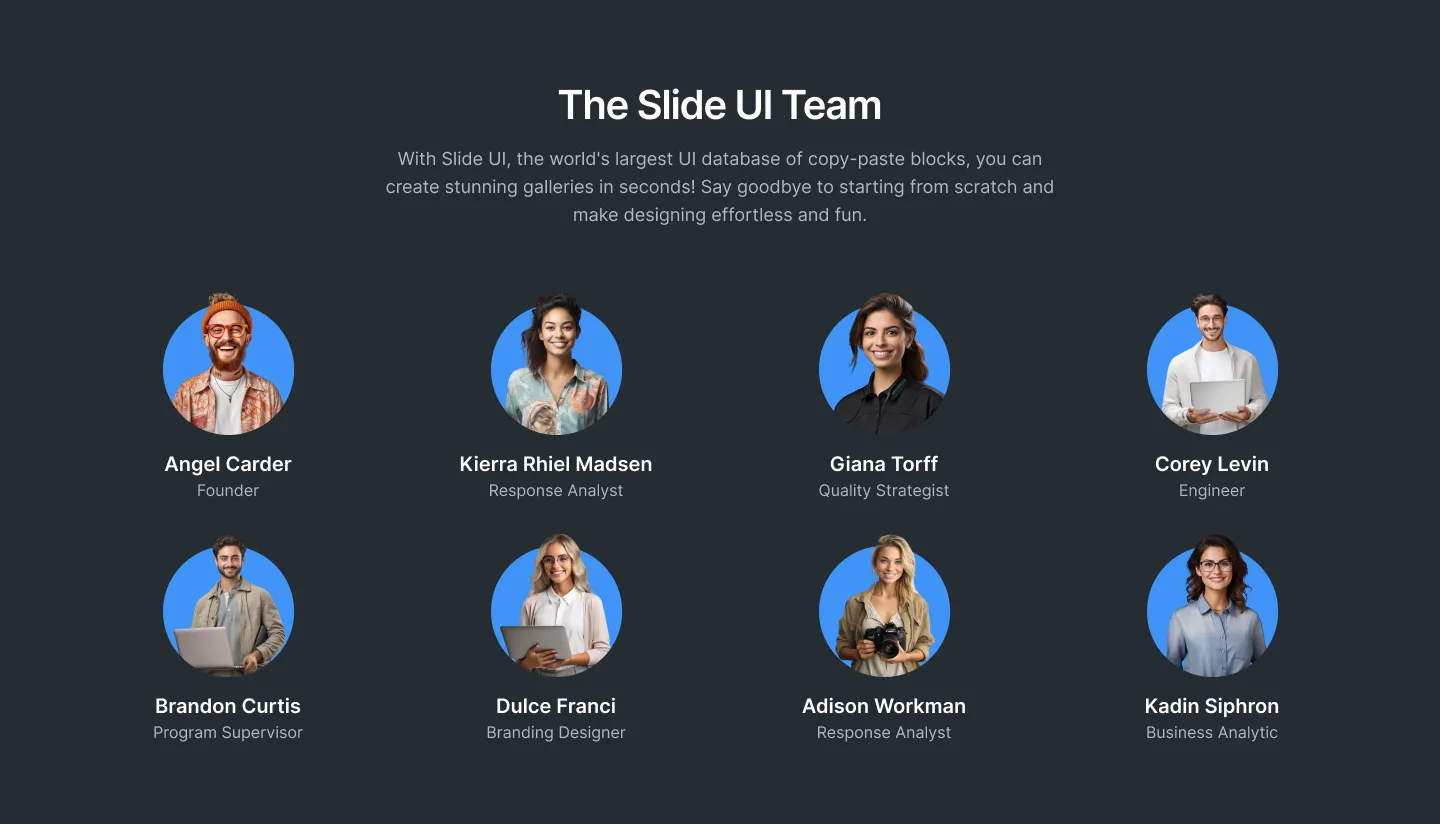 The Slide UI Team
With Slide UI, the world's largest UI database of copy-paste blocks, you can
create stunning galleries in seconds! Say goodbye to starting from scratch and
make designing effortless and fun.
Angel Carder
Founder
Kierra Rhiel Madsen
Response Analyst
Giana Torff
Quality Strategist
Corey Levin
Engineer
Brandon Curtis
Program Supervisor
Dulce Franci
Branding Designer
Adison Workman
Response Analyst
Kadin Siphron
Business Analytic